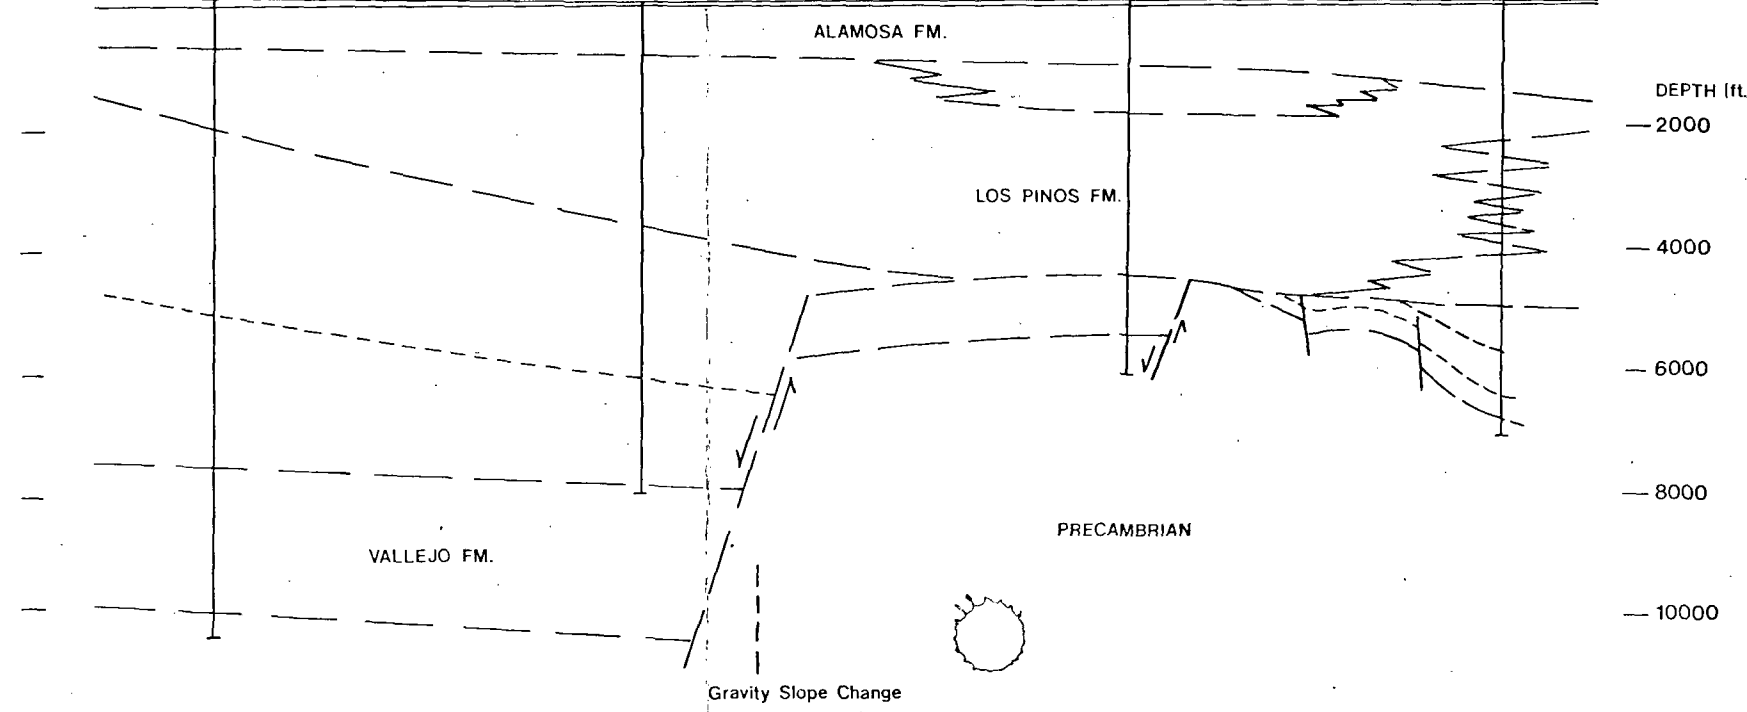 ALAMOSA FM.
DEPTH (ft.
2000
LOS PINOS FM.
4000
6000
8000
PRECAMBRIAN
VALLEJO FM.
10000
Gravity Slope Change